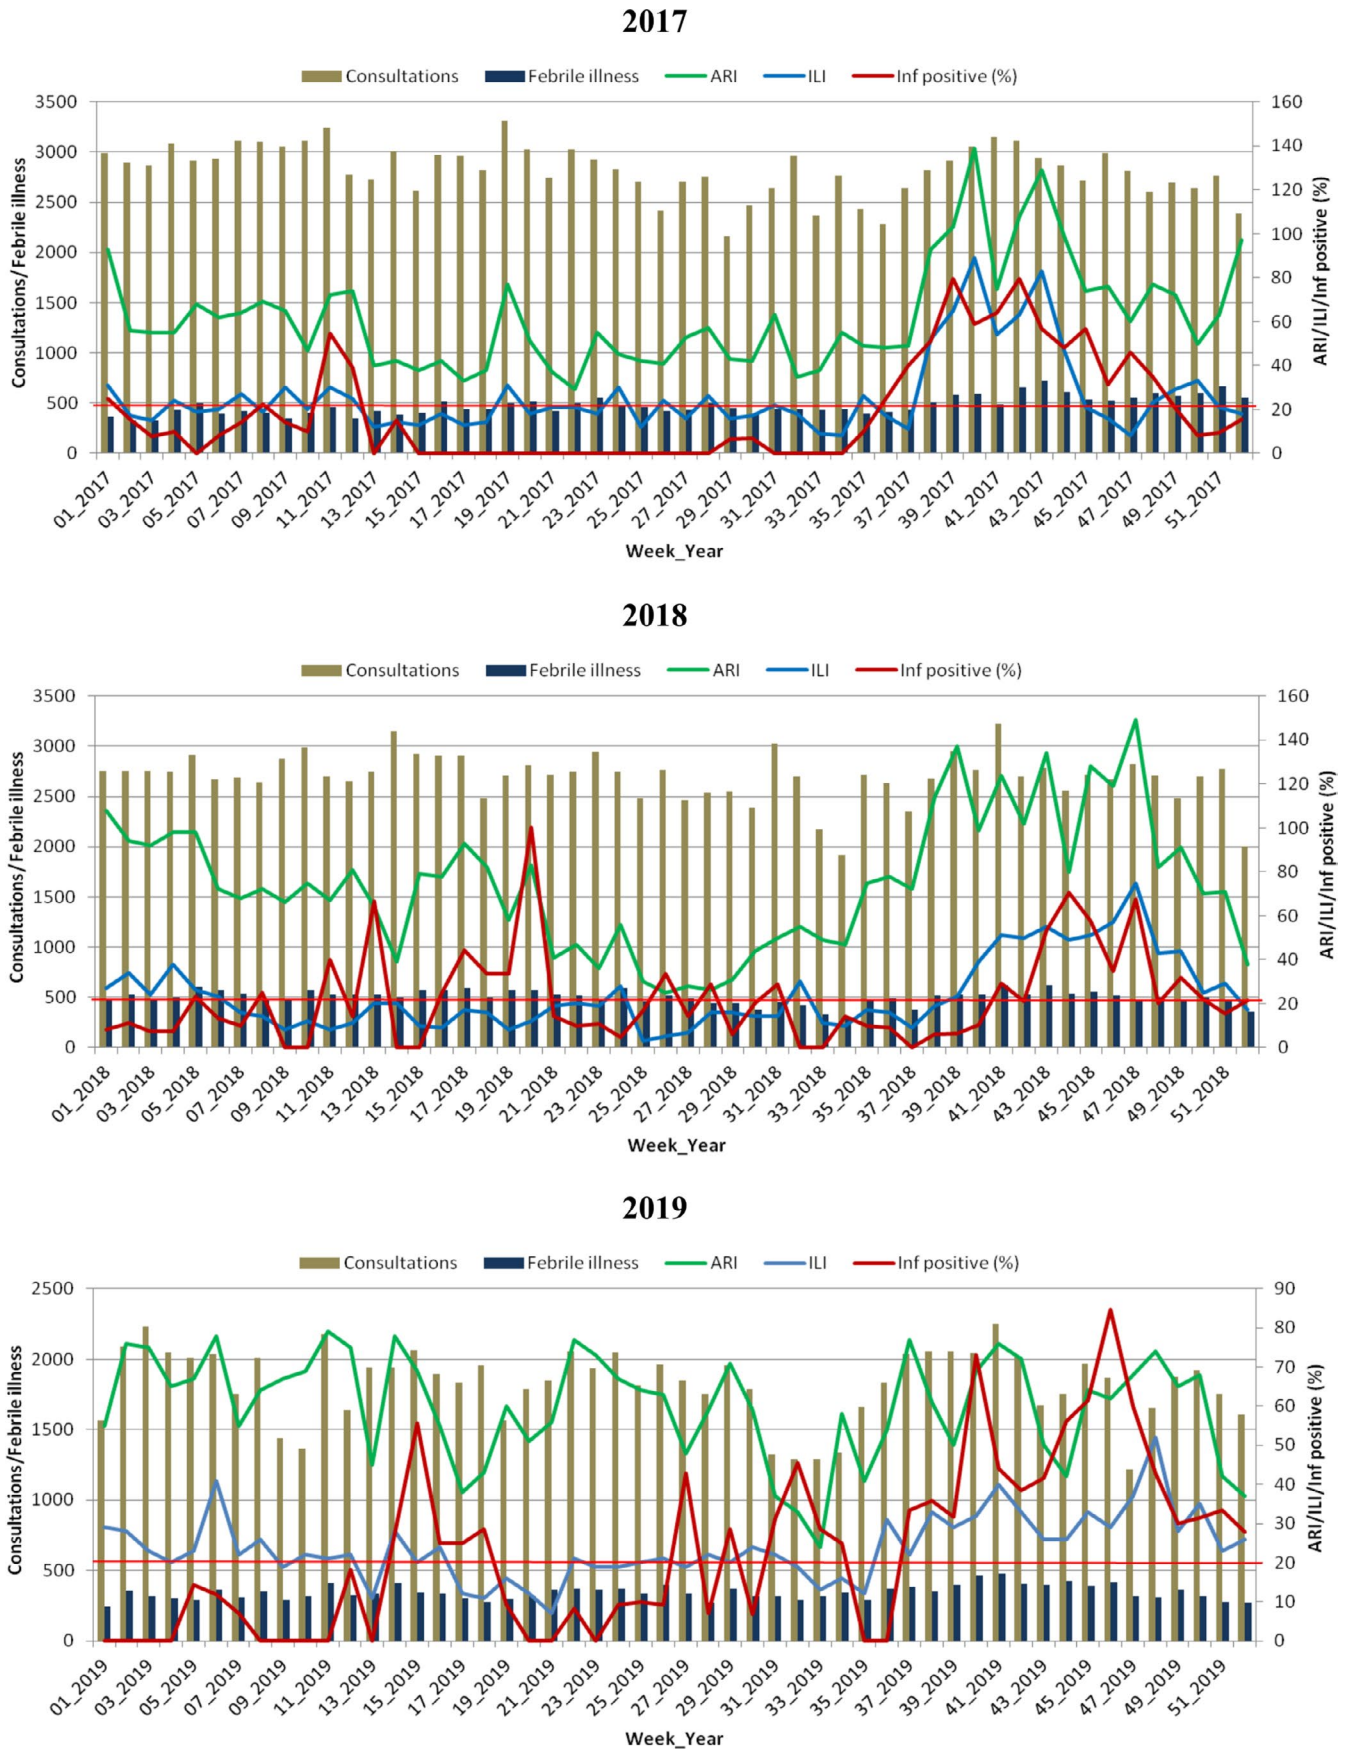 2017
Consultations Febrile illness ARI ILI Inf positive (%)
3500 160
3000 140
2500 120
2000 100
1500 80
1000 60
500 40
0 20
0
Consultations/Febrile illness
ARI/ILI/Inf positive (%)
01_2017 03_2017 05_2017 07_2017 09_2017 11_2017 13_2017 15_2017 17_2017 19_2017 21_2017 23_2017 25_2017 27_2017 29_2017 31_2017 33_2017 35_2017 37_2017 39_2017 41_2017 43_2017 45_2017 47_2017 49_2017 51_2017
Week_Year
2018
Consultations Febrile illness ARI ILI Inf positive (%)
3500 160
3000 140
2500 120
2000 100
1500 80
1000 60
500 40
0 20
0
Consultations/Febrile illness
ARI/ILI/Inf positive (%)
01_2018 03_2018 05_2018 07_2018 09_2018 11_2018 13_2018 15_2018 17_2018 19_2018 21_2018 23_2018 25_2018 27_2018 29_2018 31_2018 33_2018 35_2018 37_2018 39_2018 41_2018 43_2018 45_2018 47_2018 49_2018 51_2018
Week_Year
2019
Consultations Febrile illness ARI ILI Inf positive (%)
2500 90
2000 80
1500 70
1000 60
500 50
0 40
30
20
10
0
Consultations/Febrile illness
ARI/ILI/Inf positive (%)
01_2019 03_2019 05_2019 07_2019 09_2019 11_2019 13_2019 15_2019 17_2019 19_2019 21_2019 23_2019 25_2019 27_2019 29_2019 31_2019 33_2019 35_2019 37_2019 39_2019 41_2019 43_2019 45_2019 47_2019 49_2019 51_2019
Week_Year